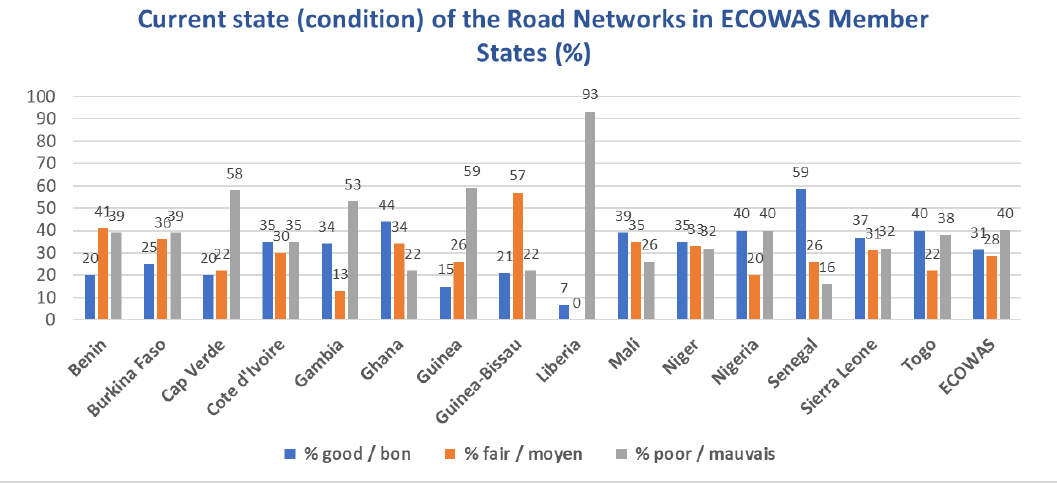 Current state (condition) of the Road Networks in ECOWAS Member
States (%)
100
90
80
70
60
50
40
30
20
10
0
20 41 39
25 36 39
20 22 58
35 30 35
34 13 53
44 34 22
15 26 59
21 57 22
7 0 93
39 35 26
35 33 32
40 20 40
59 26 16
37 31 32
40 22 38
31 28 40
Benin
Burkina Faso
Cap Verde
Cote d'Ivoire
Gambia
Ghana
Guinea
Guinea-Bissau
Liberia
Mali
Niger
Nigeria
Senegal
Sierra Leone
Togo
ECOWAS
% good / bon % fair / moyen % poor / mauvais